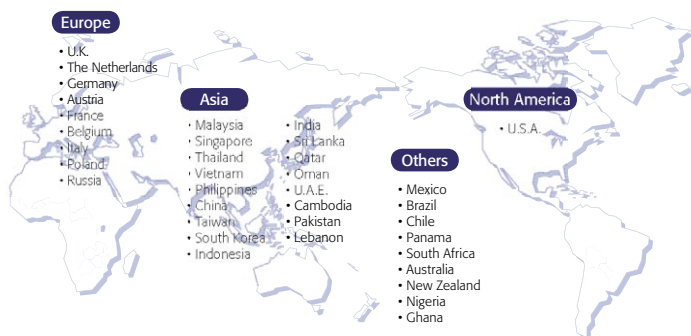 Europe
• U.K.
• The Netherlands
• Germany
• Austria
• France
• Belgium
• Italy
• Poland
• Russia
Asia
• Malaysia
• Singapore
• Thailand
• Vietnam
• Philippines
• China
• Taiwan
• South Korea
• Indonesia
• India
• Sri Lanka
• Qatar
• Oman
• U.A.E.
• Cambodia
• Pakistan
• Lebanon
Others
• Mexico
• Brazil
• Chile
• Panama
• South Africa
• Australia
• New Zealand
• Nigeria
• Ghana
North America
• U.S.A.